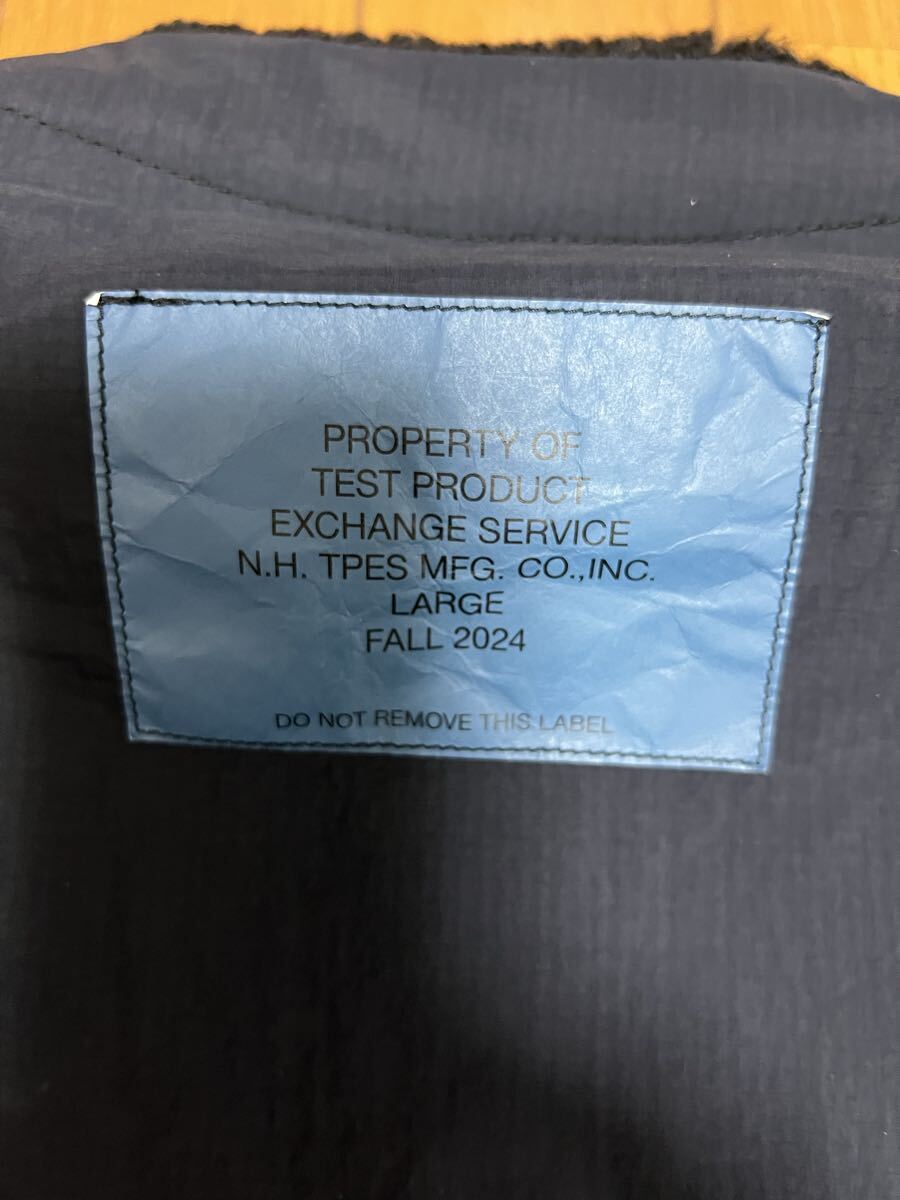 PROPERTY OF
TEST PRODUCT
EXCHANGE SERVICE
N.H. TPES MFG. CO.,INC.
LARGE
FALL 2024
DO NOT REMOVE THIS LABEL